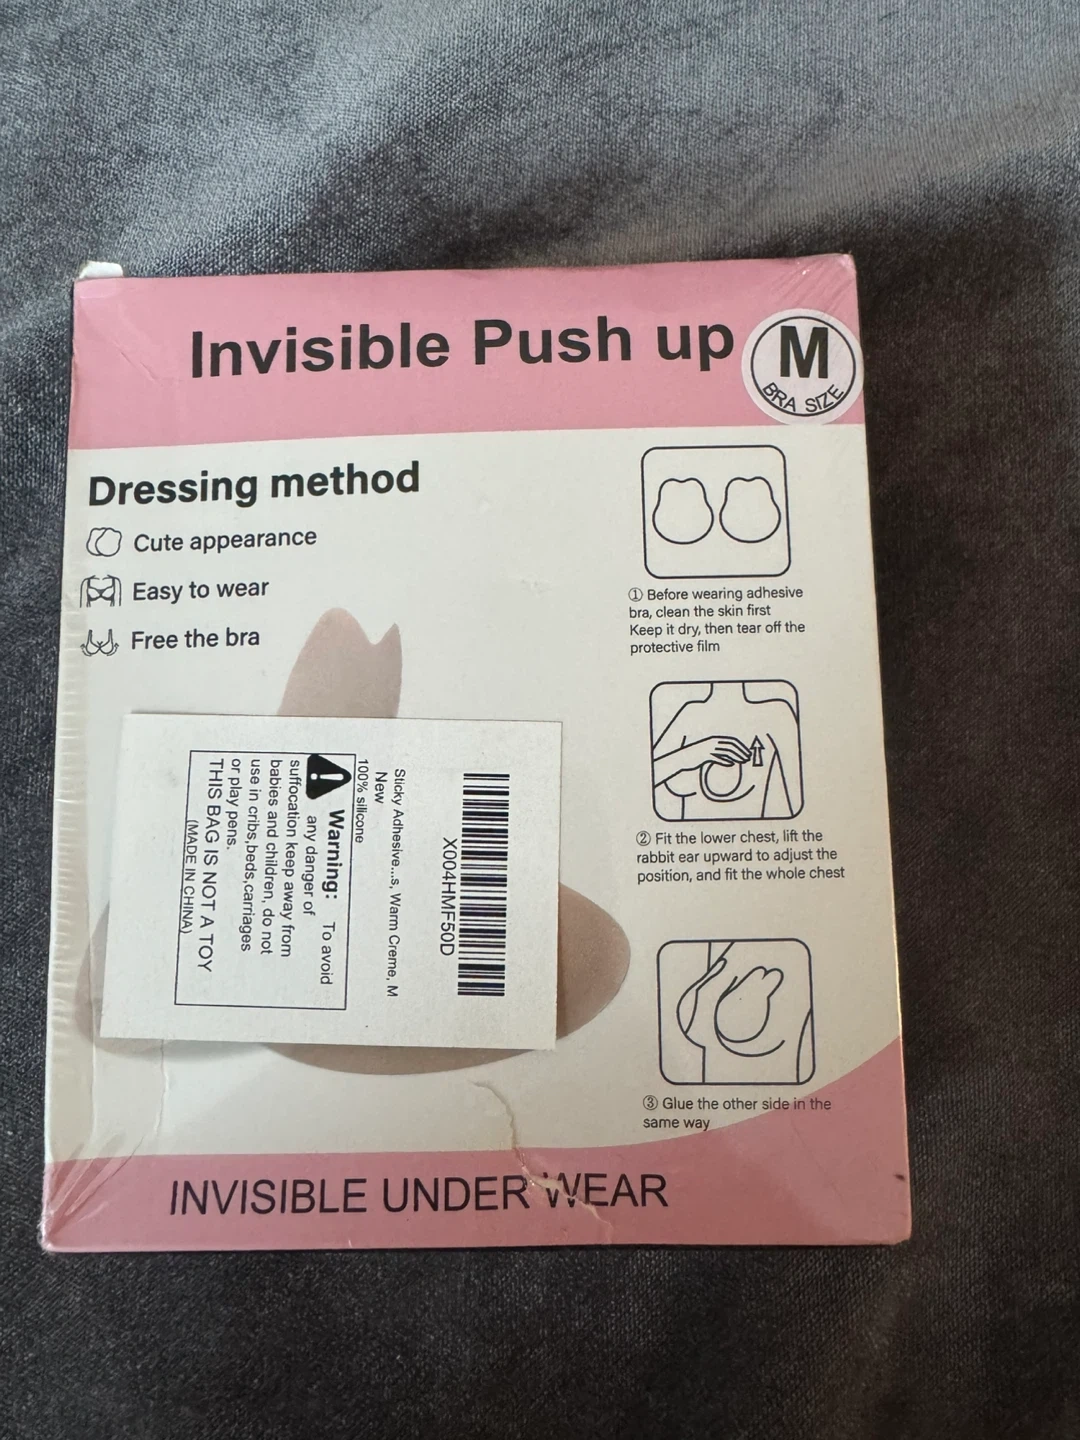 Invisible Push up
M
BRA SIZE
Dressing method
Cute appearance
Easy to wear
Free the bra
① Before wearing adhesive
bra, clean the skin first
Keep it dry, then tear off the
protective film
② Fit the lower chest, lift the
rabbit ear upward to adjust the
position, and fit the whole chest
③ Glue the other side in the
same way
X004HMF50D
Sticky Adhesive...s, Warm Creme, M
New
100% silicone
Warning: To avoid
any danger of
suffocation keep away from
babies and children, do not
use in cribs,beds,carriages
or play pens.
THIS BAG IS NOT A TOY
(MADE IN CHINA)
INVISIBLE UNDER WEAR